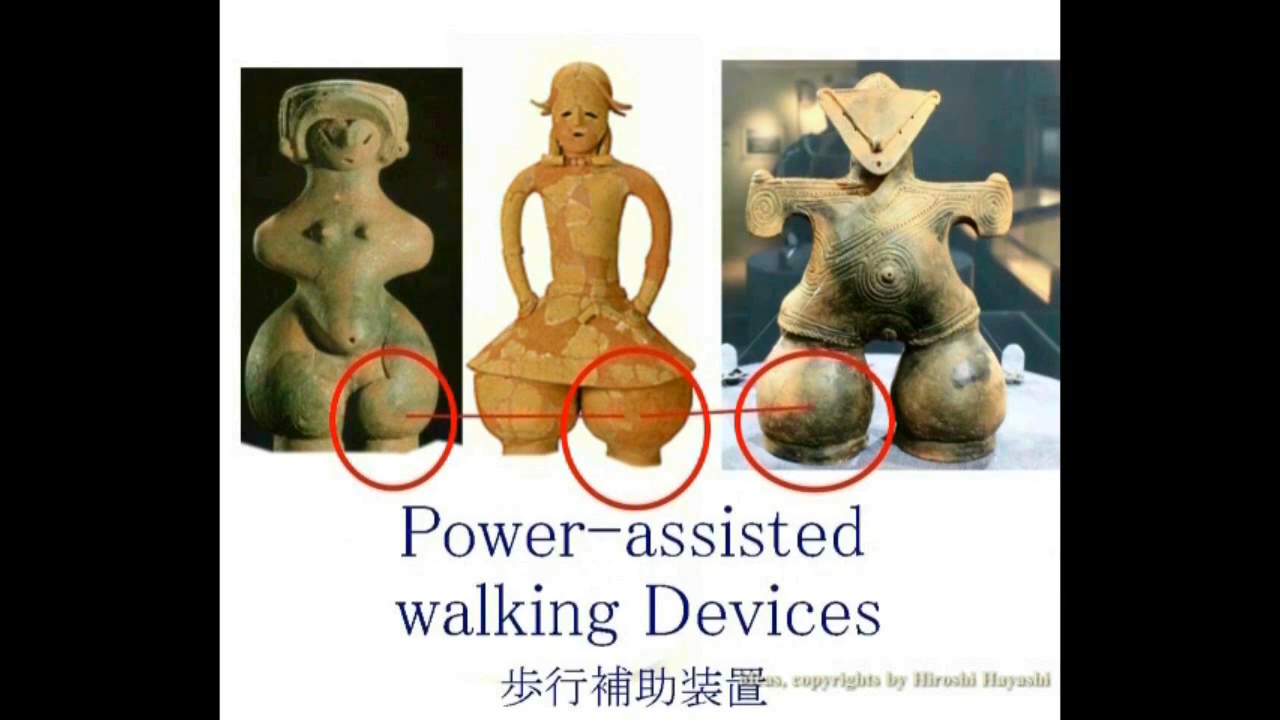 Power-assisted
walking Devices
歩行補助装置
copyrights by Hiroshi Hayashi